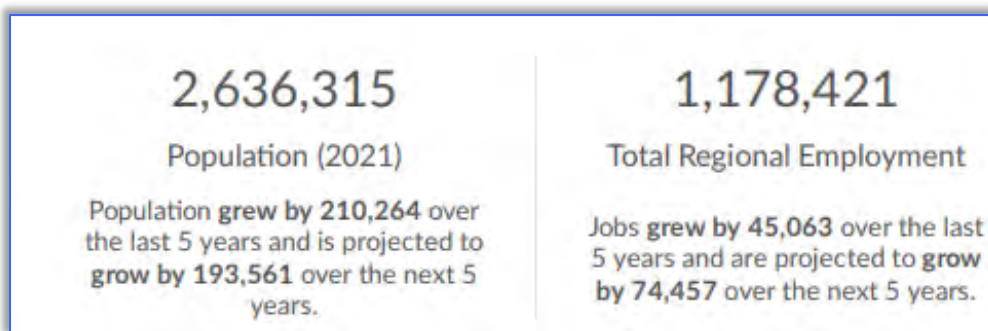 2,636,315
Population (2021)
Population grew by 210,264 over
the last 5 years and is projected to
grow by 193,561 over the next 5
years.
1,178,421
Total Regional Employment
Jobs grew by 45,063 over the last
5 years and are projected to grow
by 74,457 over the next 5 years.